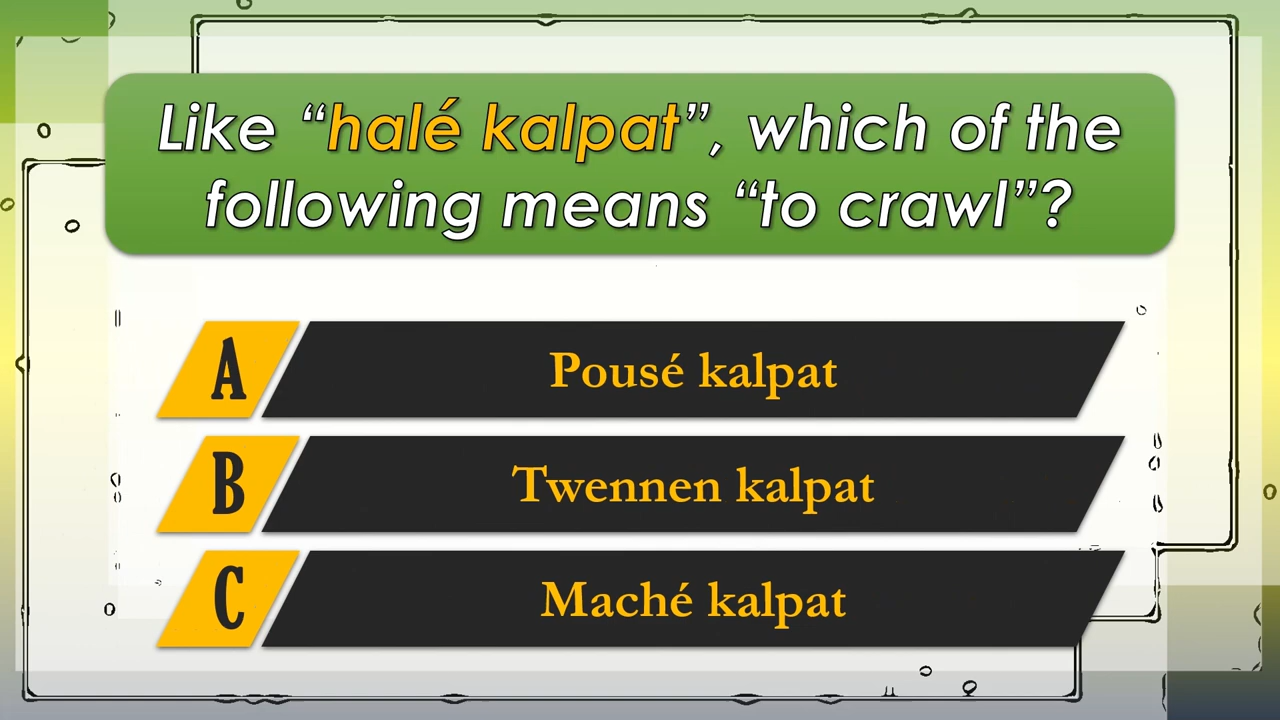 Like “halé kalpat”, which of the
following means “to crawl”?
A
Pousé kalpat
B
Twennen kalpat
C
Maché kalpat